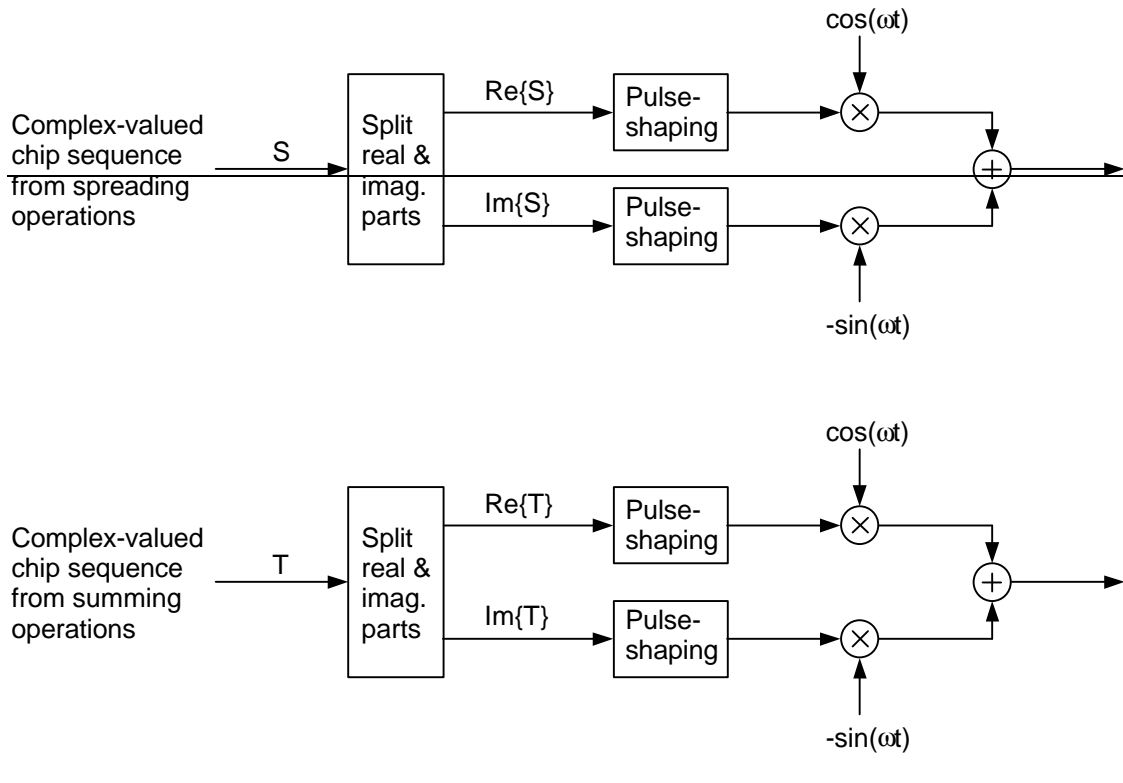 cos(ωt)
Complex-valued
chip sequence
from spreading
operations
S
Split
real &
imag.
parts
Re{S}
Pulse-
shaping
Im{S}
Pulse-
shaping
-sin(ωt)
cos(ωt)
Complex-valued
chip sequence
from summing
operations
T
Split
real &
imag.
parts
Re{T}
Pulse-
shaping
Im{T}
Pulse-
shaping
-sin(ωt)